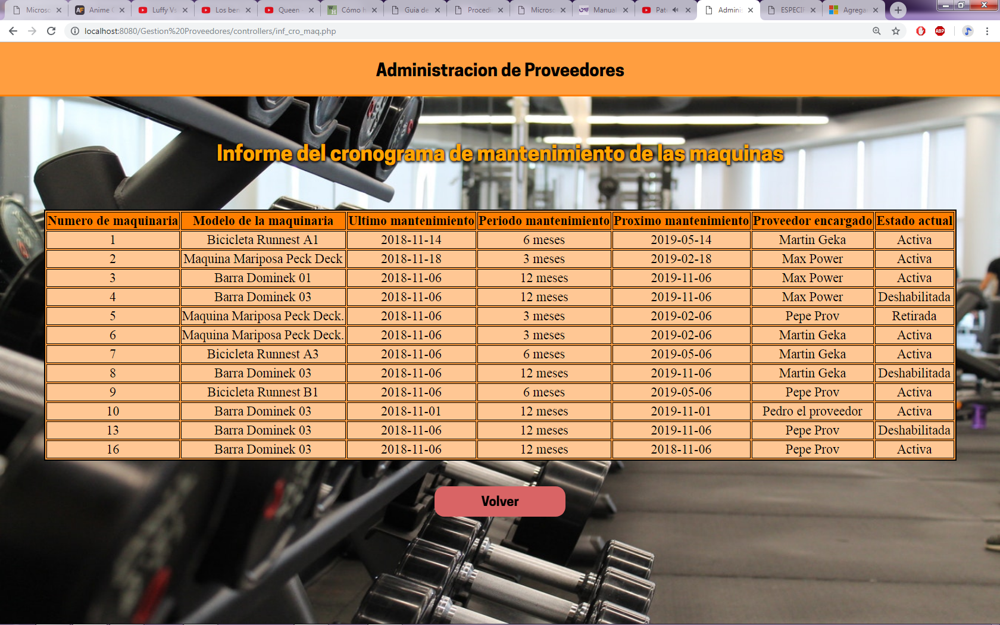 Microso
Anime
Luffy Vs
Los ben
Queen
Cómo h
Guia de
Procedi
Microso
Manual
Pat
Admini
ESPECI
Agrega
localhost:8080/Gestion%20Proveedores/controllers/inf_cro_maq.php
Administracion de Proveedores
Informe del cronograma de mantenimiento de las maquinas
Numero de maquinaria Modelo de la maquinaria Ultimo mantenimiento Periodo mantenimiento Proximo mantenimiento Proveedor encargado Estado actual
1 Bicicleta Runnest A1 2018-11-14 6 meses 2019-05-14 Martin Geka Activa
2 Maquina Mariposa Peck Deck 2018-11-18 3 meses 2019-02-18 Max Power Activa
3 Barra Dominek 01 2018-11-06 12 meses 2019-11-06 Max Power Activa
4 Barra Dominek 03 2018-11-06 12 meses 2019-11-06 Max Power Deshabilitada
5 Maquina Mariposa Peck Deck. 2018-11-06 3 meses 2019-02-06 Pepe Prov Retirada
6 Maquina Mariposa Peck Deck. 2018-11-06 3 meses 2019-02-06 Martin Geka Activa
7 Bicicleta Runnest A3 2018-11-06 6 meses 2019-05-06 Martin Geka Activa
8 Barra Dominek 03 2018-11-06 12 meses 2019-11-06 Martin Geka Deshabilitada
9 Bicicleta Runnest B1 2018-11-06 6 meses 2019-05-06 Pepe Prov Activa
10 Barra Dominek 03 2018-11-01 12 meses 2019-11-01 Pedro el proveedor Activa
13 Barra Dominek 03 2018-11-06 12 meses 2019-11-06 Pepe Prov Deshabilitada
16 Barra Dominek 03 2018-11-06 12 meses 2018-11-06 Pepe Prov Activa
Volver